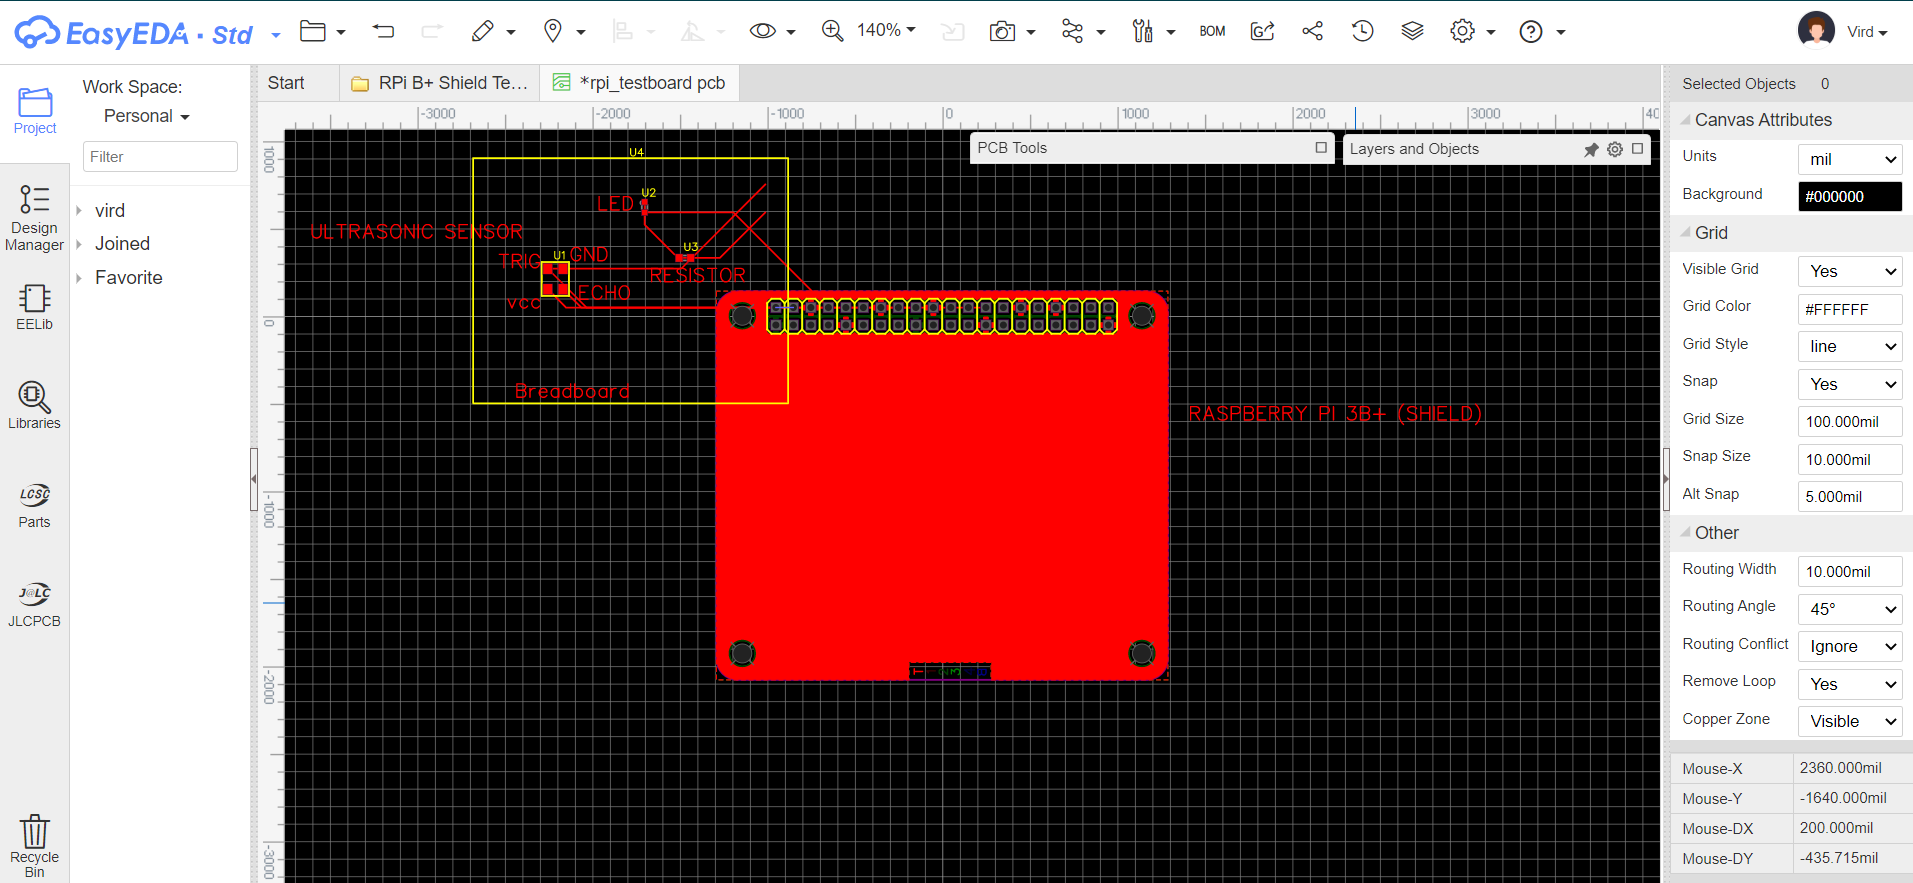 EasyEDA · Std
140%
BOM
Vird
Project
Design
Manager
EELib
Libraries
LCSC
Parts
J@LC
JLCPCB
Recycle
Bin
Work Space:
Personal
Filter
vird
Joined
Favorite
Start
RPi B+ Shield Te...
*rpi_testboard pcb
-3000
-2000
-1000
0
1000
2000
3000
40
1000
0
-1000
-2000
-3000
PCB Tools
Layers and Objects
U4
U2
LED
ULTRASONIC SENSOR
U3
U1
GND
TRIG
RESISTOR
ECHO
vcc
Breadboard
RASPBERRY PI 3B+ (SHIELD)
Selected Objects 0
Canvas Attributes
Units mil
Background #000000
Grid
Visible Grid Yes
Grid Color #FFFFFF
Grid Style line
Snap Yes
Grid Size 100.000mil
Snap Size 10.000mil
Alt Snap 5.000mil
Other
Routing Width 10.000mil
Routing Angle 45°
Routing Conflict Ignore
Remove Loop Yes
Copper Zone Visible
Mouse-X 2360.000mil
Mouse-Y -1640.000mil
Mouse-DX 200.000mil
Mouse-DY -435.715mil